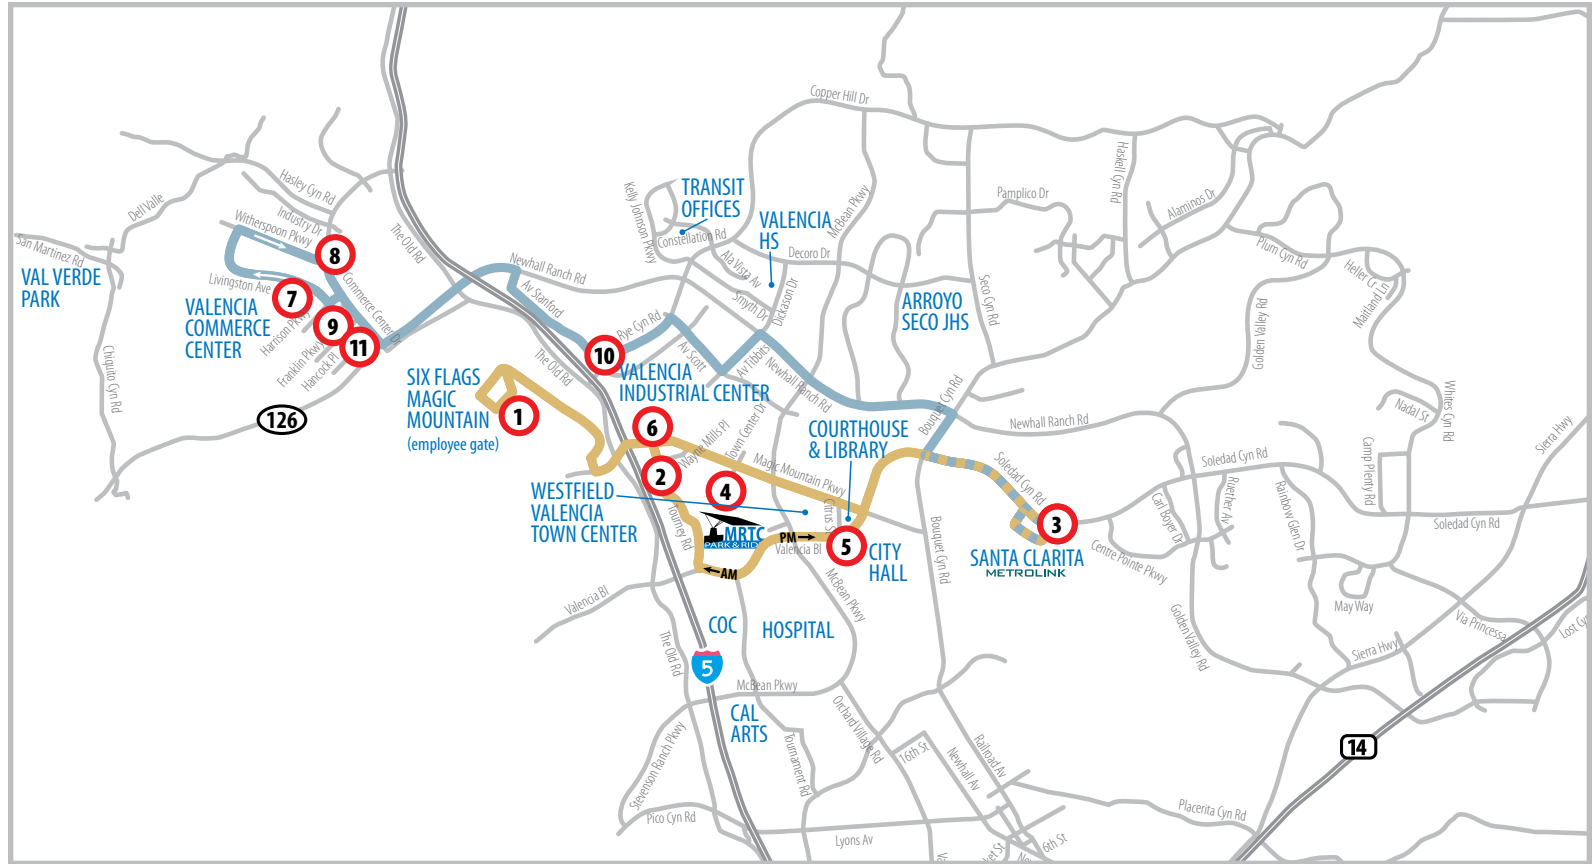 Copper Hill Dr
Haskell Cyn Rd
Hasley Cyn Rd
Dell Valle
Industry Dr
Witherspoon Pkwy
San Martinez Rd
VAL VERDE
PARK
Livingston Ave
8
7
9
11
VALENCIA
COMMERCE
CENTER
Commerce Center Dr
Harrison Pkwy
Franklin Pkwy
Hancock Pl
Chiquito Cyn Rd
126
The Old Rd
Newhall Ranch Rd
Av Stanford
The Old Rd
Kelly Johnson Pkwy
TRANSIT
OFFICES
Constellation Rd
VALENCIA
HS
McBean Pkwy
Decoro Dr
Ala Vista Av
Smyth Dr
Dickason Dr
Pamplico Dr
Alaminos Dr
Plum Cyn Rd
Heller Cr
Maitland Ln
ARROYO
SECO JHS
Seco Cyn Rd
Golden Valley Rd
Rye Cyn Rd
Av Scott
Av Tibbits
Newhall Ranch Rd
10
VALENCIA
INDUSTRIAL CENTER
SIX FLAGS
MAGIC
MOUNTAIN
(employee gate)
1
6
2
4
Wayne Mills Pl
Town Center Dr
Magic Mountain Pkwy
COURTHOUSE
& LIBRARY
Bouquet Cyn Rd
Newhall Ranch Rd
Nadal St
Whites Cyn Rd
Camp Plenty Rd
Sierra Hwy
Soledad Cyn Rd
Soledad Cyn Rd
Soledad Cyn Rd
Ruether Av
Rainbow Glen Dr
Carl Boyer Dr
Centre Pointe Pkwy
3
SANTA CLARITA
METROLINK
WESTFIELD
VALENCIA
TOWN CENTER
Tourney Rd
MRTC
PARK & RIDE
PM
AM
Valencia Bl
Citrus S
5
CITY
HALL
Bouquet Cyn Rd
McBean Pkwy
Valencia Bl
The Old Rd
COC
HOSPITAL
5
McBean Pkwy
CAL
ARTS
Stevenson Ranch Pkwy
Pico Cyn Rd
Tournament Rd
Orchard Village Rd
16th St
Newhall Av
Railroad Av
Lyons Av
6th St
Placerita Cyn Rd
Golden Valley Rd
May Way
Via Princessa
Sierra Hwy
Lost Cy
14